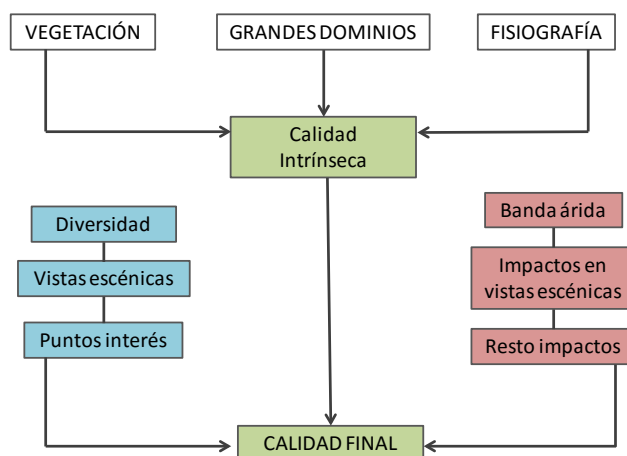 VEGETACIÓN
GRANDES DOMINIOS
FISIOGRAFÍA
Calidad
Intrínseca
Diversidad
Vistas escénicas
Puntos interés
Banda árida
Impactos en
vistas escénicas
Resto impactos
CALIDAD FINAL